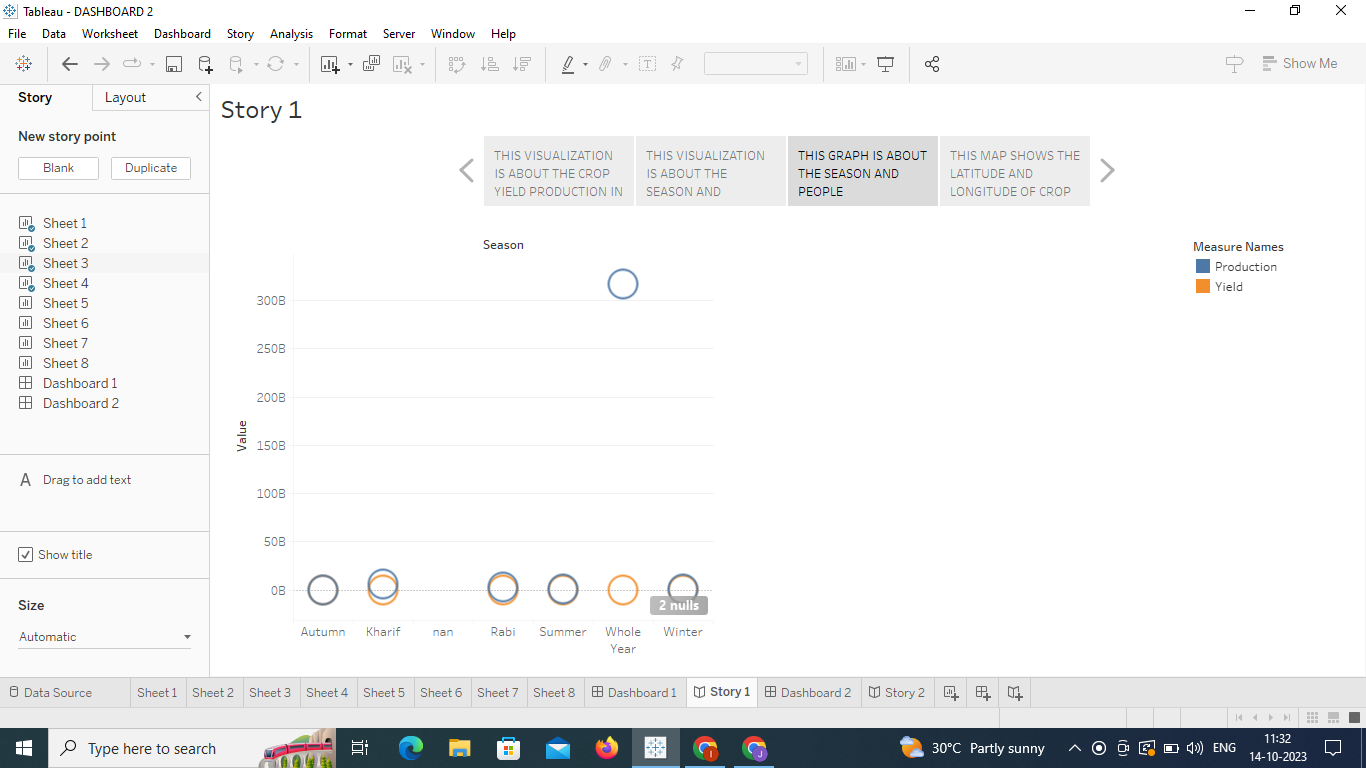 Tableau - DASHBOARD 2
File Data Worksheet Dashboard Story Analysis Format Server Window Help
Show Me
Story Layout
New story point
Blank Duplicate
Sheet 1
Sheet 2
Sheet 3
Sheet 4
Sheet 5
Sheet 6
Sheet 7
Sheet 8
Dashboard 1
Dashboard 2
A Drag to add text
Show title
Size
Automatic
Story 1
THIS VISUALIZATION
IS ABOUT THE CROP
YIELD PRODUCTION IN
THIS VISUALIZATION
IS ABOUT THE
SEASON AND
THIS GRAPH IS ABOUT
THE SEASON AND
PEOPLE
THIS MAP SHOWS THE
LATITUDE AND
LONGITUDE OF CROP
Season
Value
300B
250B
200B
150B
100B
50B
0B
2 nulls
Autumn Kharif nan Rabi Summer Whole Year Winter
Measure Names
Production
Yield
Data Source Sheet 1 Sheet 2 Sheet 3 Sheet 4 Sheet 5 Sheet 6 Sheet 7 Sheet 8 Dashboard 1 Story 1 Dashboard 2 Story 2
Type here to search
30°C Partly sunny
ENG
11:32
14-10-2023